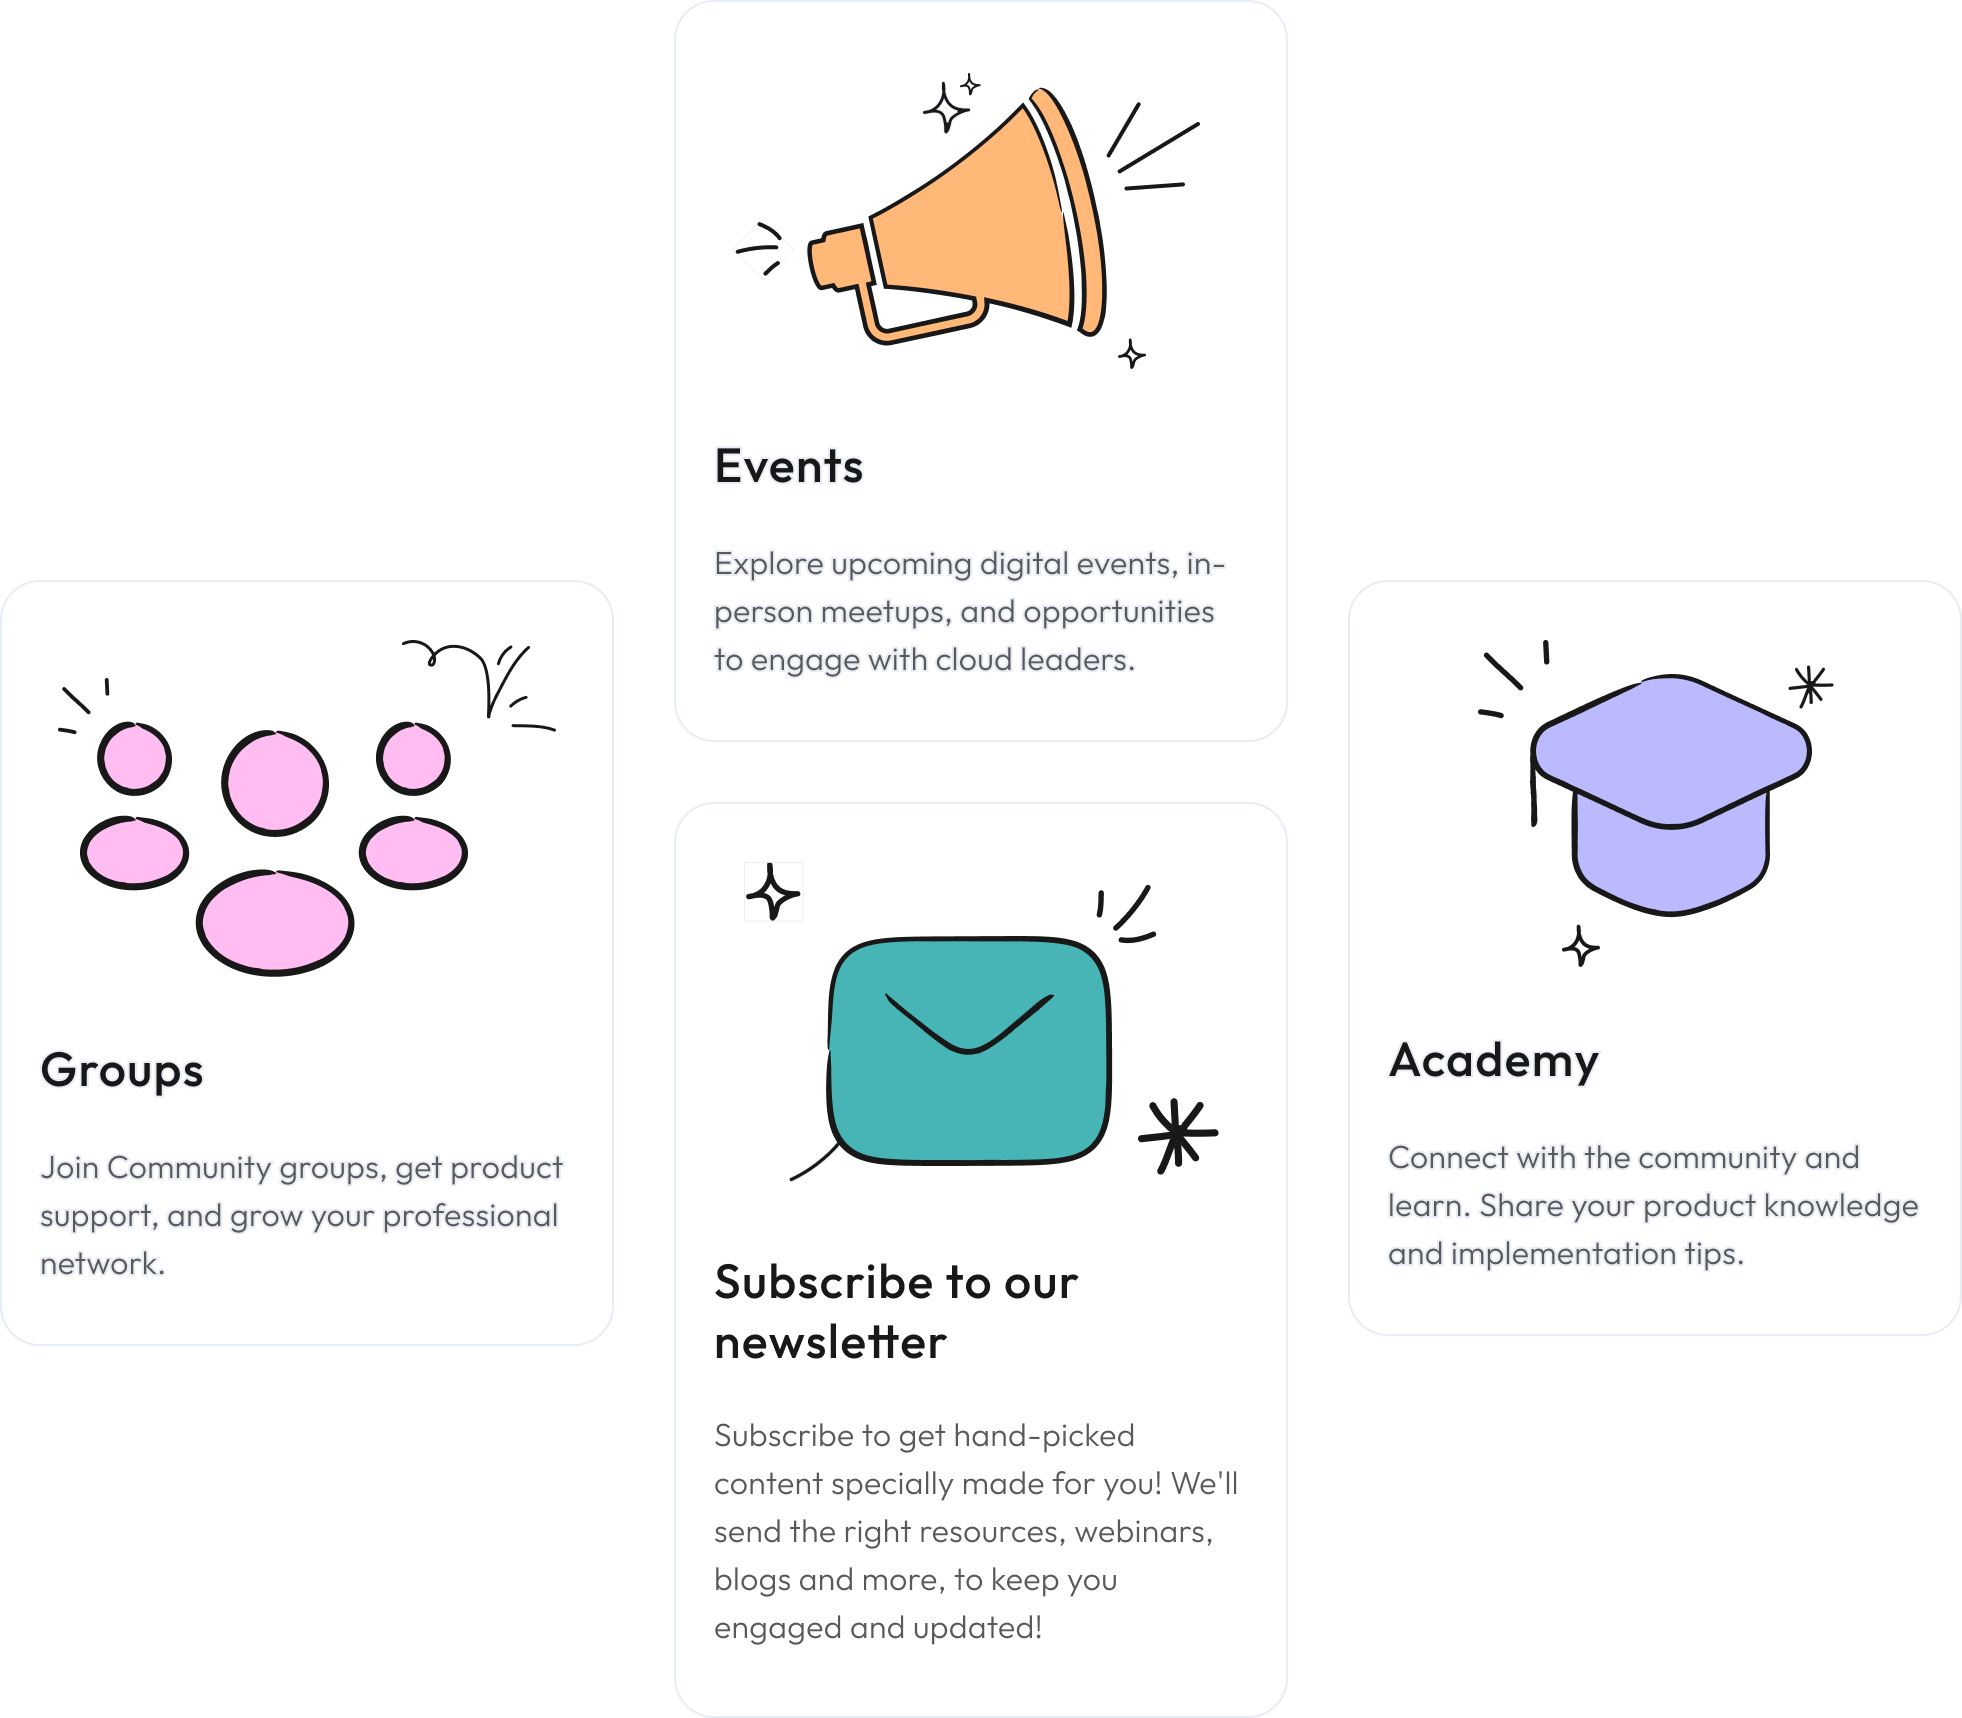 Events
Explore upcoming digital events, in-
person meetups, and opportunities
to engage with cloud leaders.
Groups
Join Community groups, get product
support, and grow your professional
network.
Subscribe to our
newsletter
Subscribe to get hand-picked
content specially made for you! We'll
send the right resources, webinars,
blogs and more, to keep you
engaged and updated!
Academy
Connect with the community and
learn. Share your product knowledge
and implementation tips.